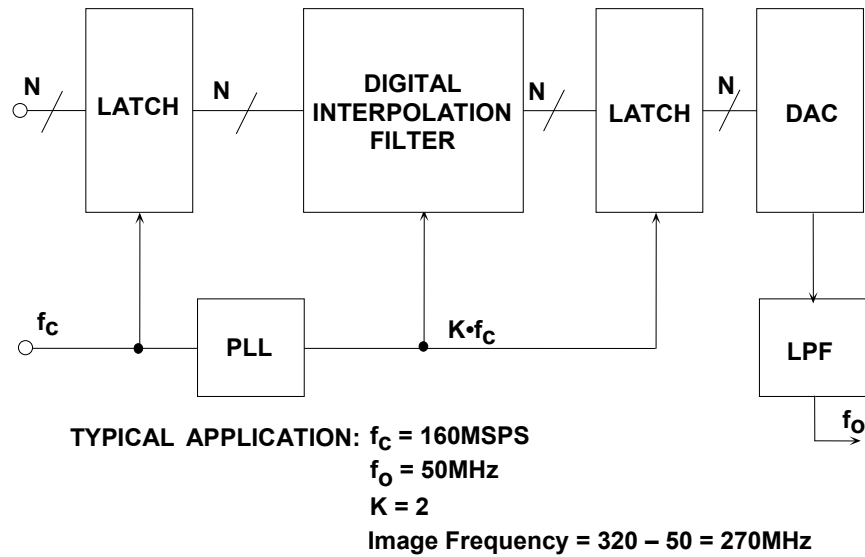 N
LATCH
N
DIGITAL
INTERPOLATION
FILTER
N
LATCH
N
DAC
fc
PLL
K•fc
LPF
fo
TYPICAL APPLICATION: fc = 160MSPS
fo = 50MHz
K = 2
Image Frequency = 320 – 50 = 270MHz